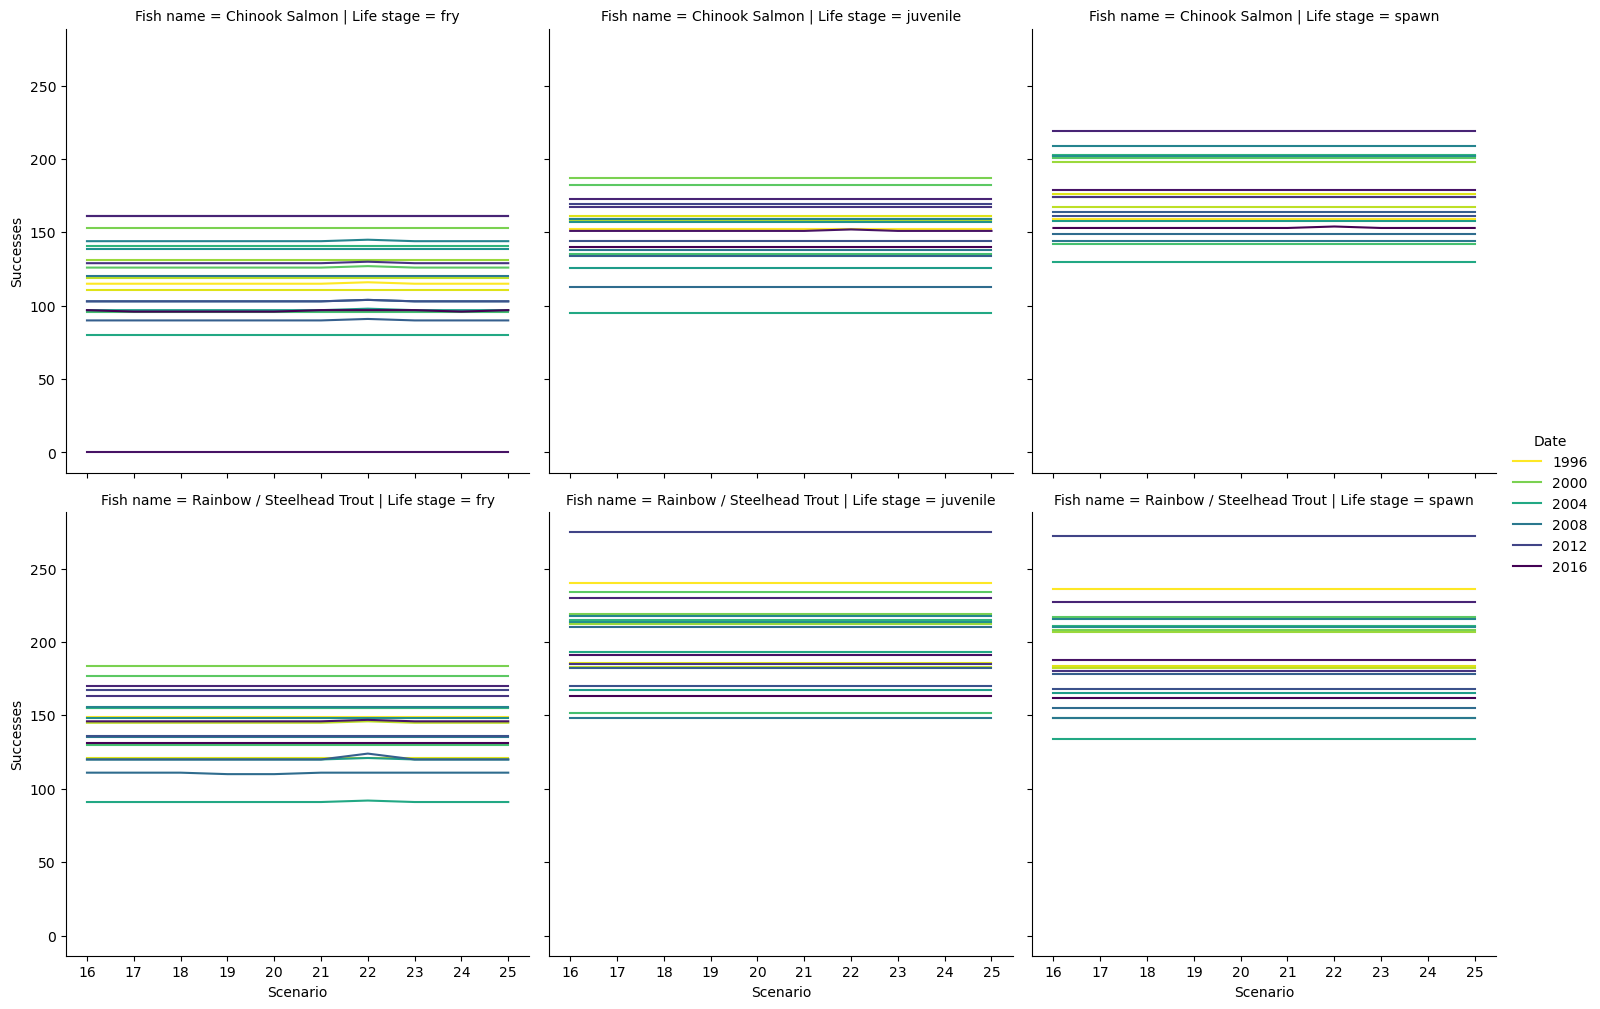 Fish name = Chinook Salmon | Life stage = fry
Fish name = Chinook Salmon | Life stage = juvenile
Fish name = Chinook Salmon | Life stage = spawn
250
200
150
100
50
0
Successes
Fish name = Rainbow / Steelhead Trout | Life stage = fry
Fish name = Rainbow / Steelhead Trout | Life stage = juvenile
Fish name = Rainbow / Steelhead Trout | Life stage = spawn
250
200
150
100
50
0
Successes
16 17 18 19 20 21 22 23 24 25
Scenario
16 17 18 19 20 21 22 23 24 25
Scenario
16 17 18 19 20 21 22 23 24 25
Scenario
Date
1996
2000
2004
2008
2012
2016